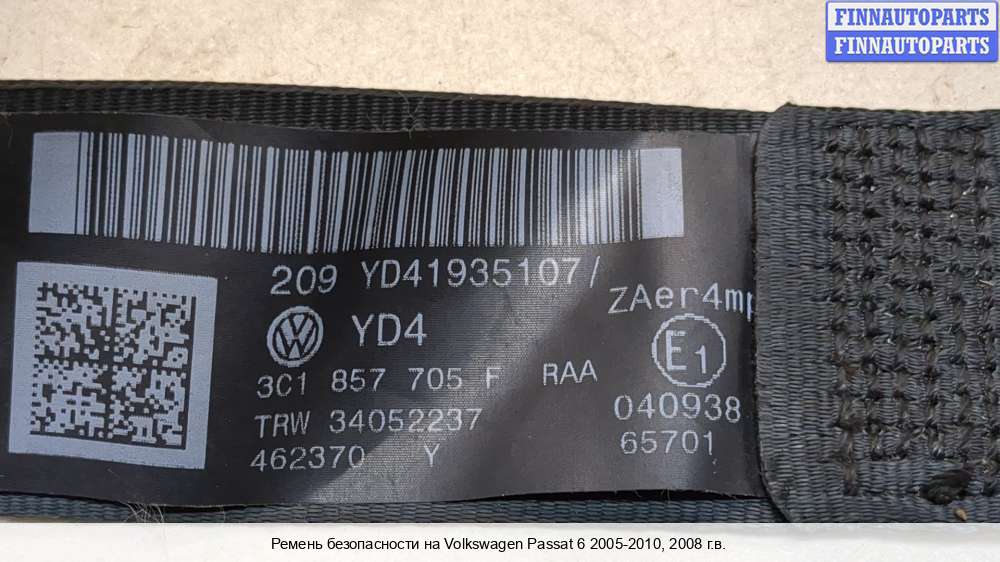 FINNAUTOPARTS
FINNAUTOPARTS
209 YD41935107/
ZAer4mp
YD4
E1
3C1 857 705 F RAA
040938
TRW 34052237
65701
462370 Y
Ремень безопасности на Volkswagen Passat 6 2005-2010, 2008 г.в.